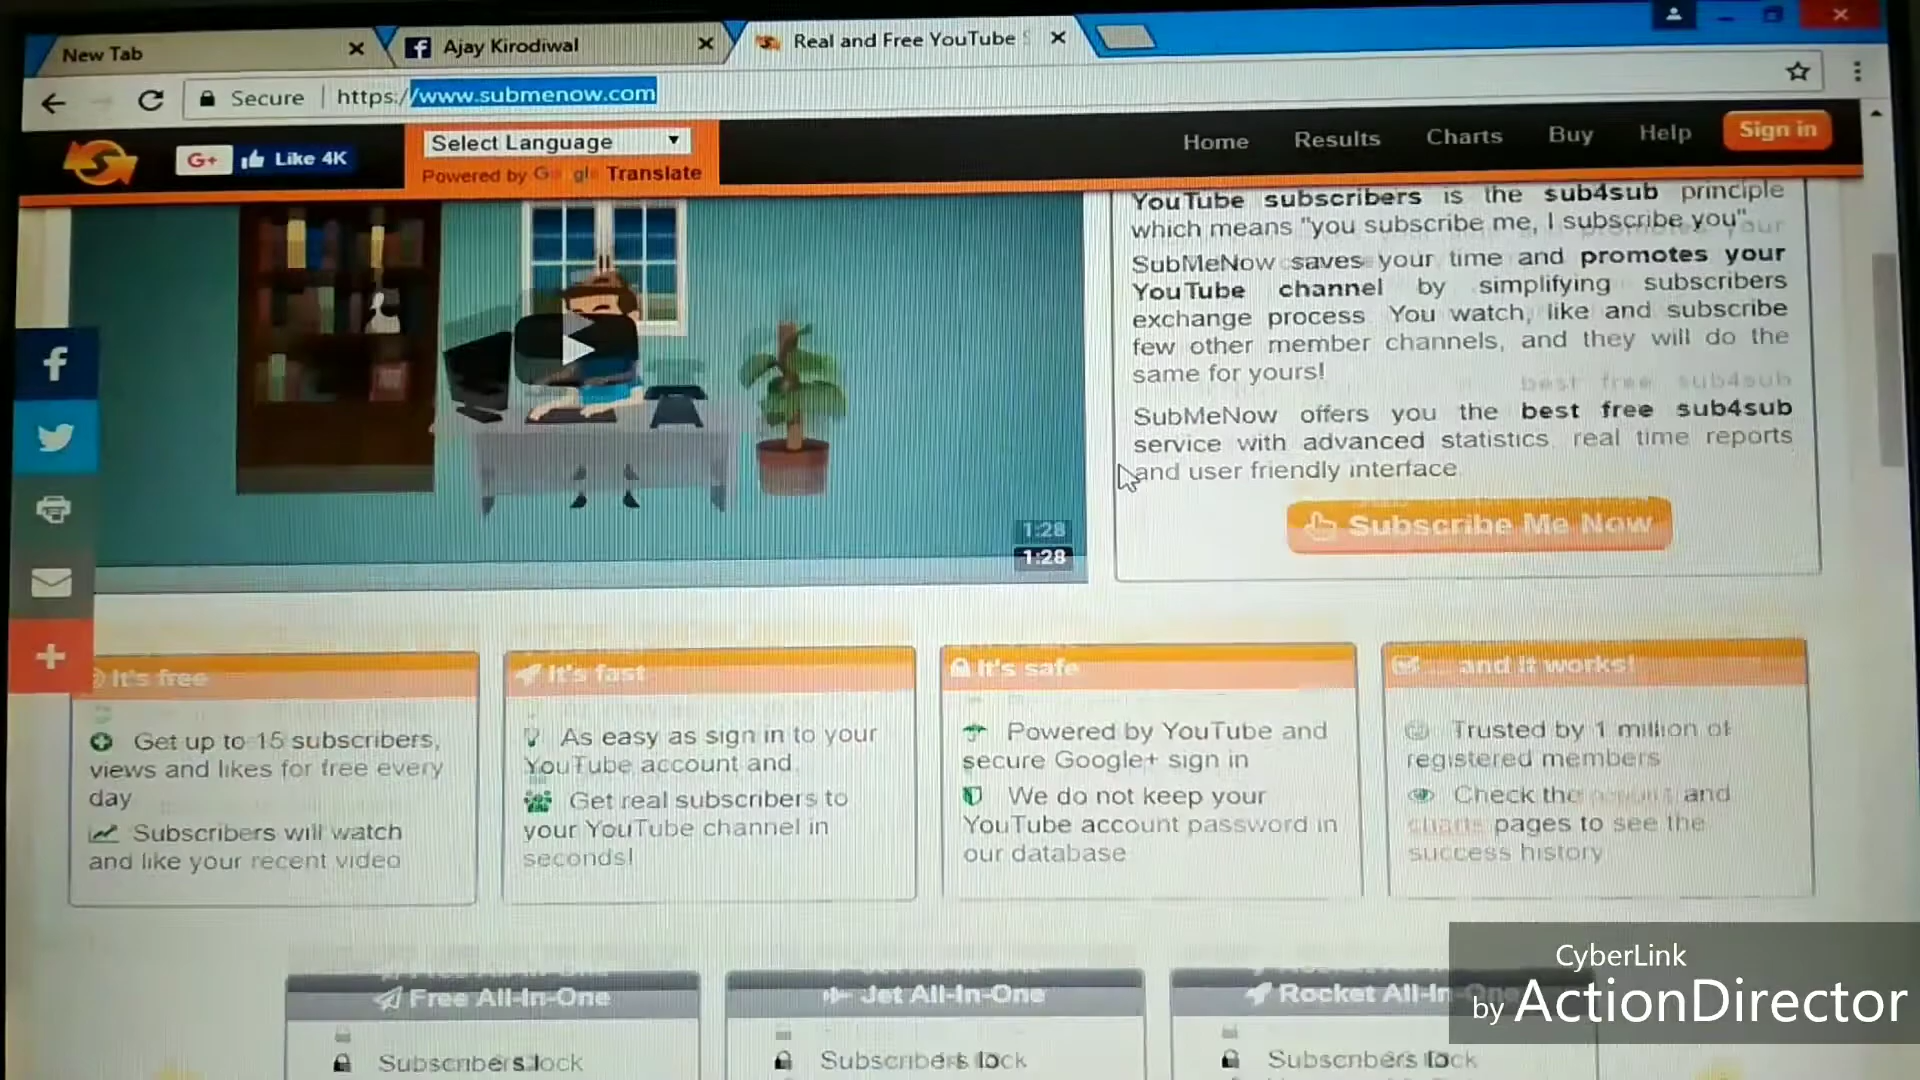 New Tab
Ajay Kirodiwal
Real and Free YouTube
Secure https://www.submenow.com
G+ Like 4K
Select Language
Powered by Google Translate
Home Results Charts Buy Help Sign in
YouTube subscribers is the sub4sub principle
which means "you subscribe me, I subscribe you"
SubMeNow saves your time and promotes your
YouTube channel by simplifying subscribers
exchange process. You watch, like and subscribe
few other member channels, and they will do the
same for yours!
SubMeNow offers you the best free sub4sub
service with advanced statistics, real time reports
and user friendly interface.
Subscribe Me Now
1:28
1:28
It's free
Get up to 15 subscribers,
views and likes for free every
day
Subscribers will watch
and like your recent video
It's fast
As easy as sign in to your
YouTube account and
Get real subscribers to
your YouTube channel in
seconds!
It's safe
Powered by YouTube and
secure Google+ sign in
We do not keep your
YouTube account password in
our database
... and it works!
Trusted by 1 million of
registered members
Check the reports and
charts pages to see the
success history
Free All-In-One
Subscribers lock
Jet All-In-One
Subscribers lock
Rocket All-In-One
Subscribers lock
CyberLink
by ActionDirector